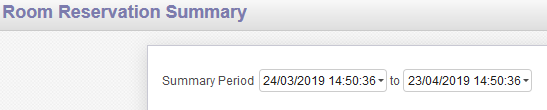 Room Reservation Summary
Summary Period 24/03/2019 14:50:36 to 23/04/2019 14:50:36